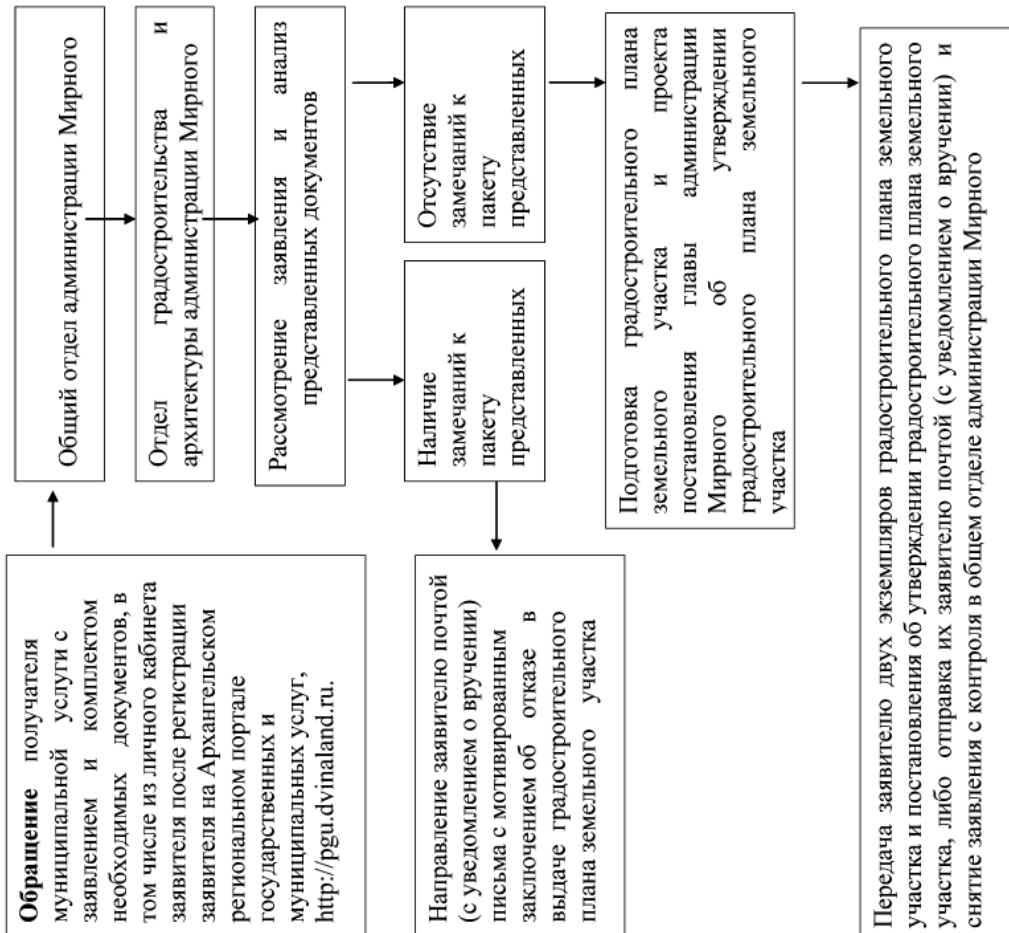 Обращение получателя
муниципальной услуги с
заявлением и комплектом
необходимых документов, в
том числе из личного кабинета
заявителя после регистрации
заявителя на Архангельском
региональном портале
государственных и
муниципальных услуг,
http://pgu.dvinaland.ru.
Общий отдел администрации Мирного
Отдел градостроительства и
архитектуры администрации Мирного
Рассмотрение заявления и анализ
представленных документов
Наличие
замечаний к
пакету
представленных
Отсутствие
замечаний к
пакету
представленных
Направление заявителю почтой
(с уведомлением о вручении)
письма с мотивированным
заключением об отказе в
выдаче градостроительного
плана земельного участка
Подготовка градостроительного плана
земельного участка и проекта
постановления главы администрации
Мирного об утверждении
градостроительного плана земельного
участка
Передача заявителю двух экземпляров градостроительного плана земельного
участка и постановления об утверждении градостроительного плана земельного
участка, либо отправка их заявителю почтой (с уведомлением о вручении) и
снятие заявления с контроля в общем отделе администрации Мирного